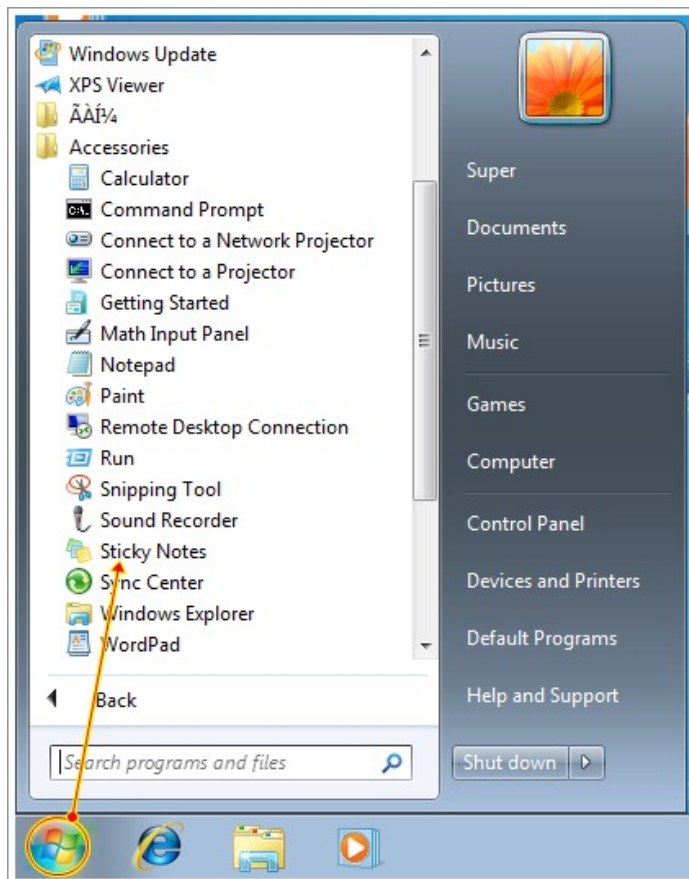 Windows Update
XPS Viewer
ÃÀÍ¼
Accessories
Calculator
Command Prompt
Connect to a Network Projector
Connect to a Projector
Getting Started
Math Input Panel
Notepad
Paint
Remote Desktop Connection
Run
Snipping Tool
Sound Recorder
Sticky Notes
Sync Center
Windows Explorer
WordPad
Back
Search programs and files
Super
Documents
Pictures
Music
Games
Computer
Control Panel
Devices and Printers
Default Programs
Help and Support
Shut down